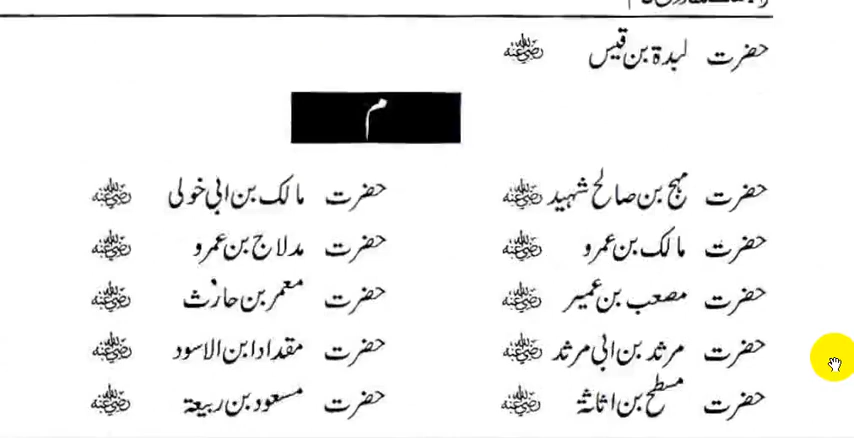 حضرت لبدۃ بن قیس رضی اللہ عنہ
م
حضرت مہج بن صالح شہید رضی اللہ عنہ حضرت مالک بن ابی خولی رضی اللہ عنہ
حضرت مالک بن عمرو رضی اللہ عنہ حضرت مدلاج بن عمرو رضی اللہ عنہ
حضرت مصعب بن عمیر رضی اللہ عنہ حضرت معمر بن حارث رضی اللہ عنہ
حضرت مرثد بن ابی مرثد رضی اللہ عنہ حضرت مقداد ابن الاسود رضی اللہ عنہ
حضرت مسطح بن اثاثۃ رضی اللہ عنہ حضرت مسعود بن ربیعۃ رضی اللہ عنہ